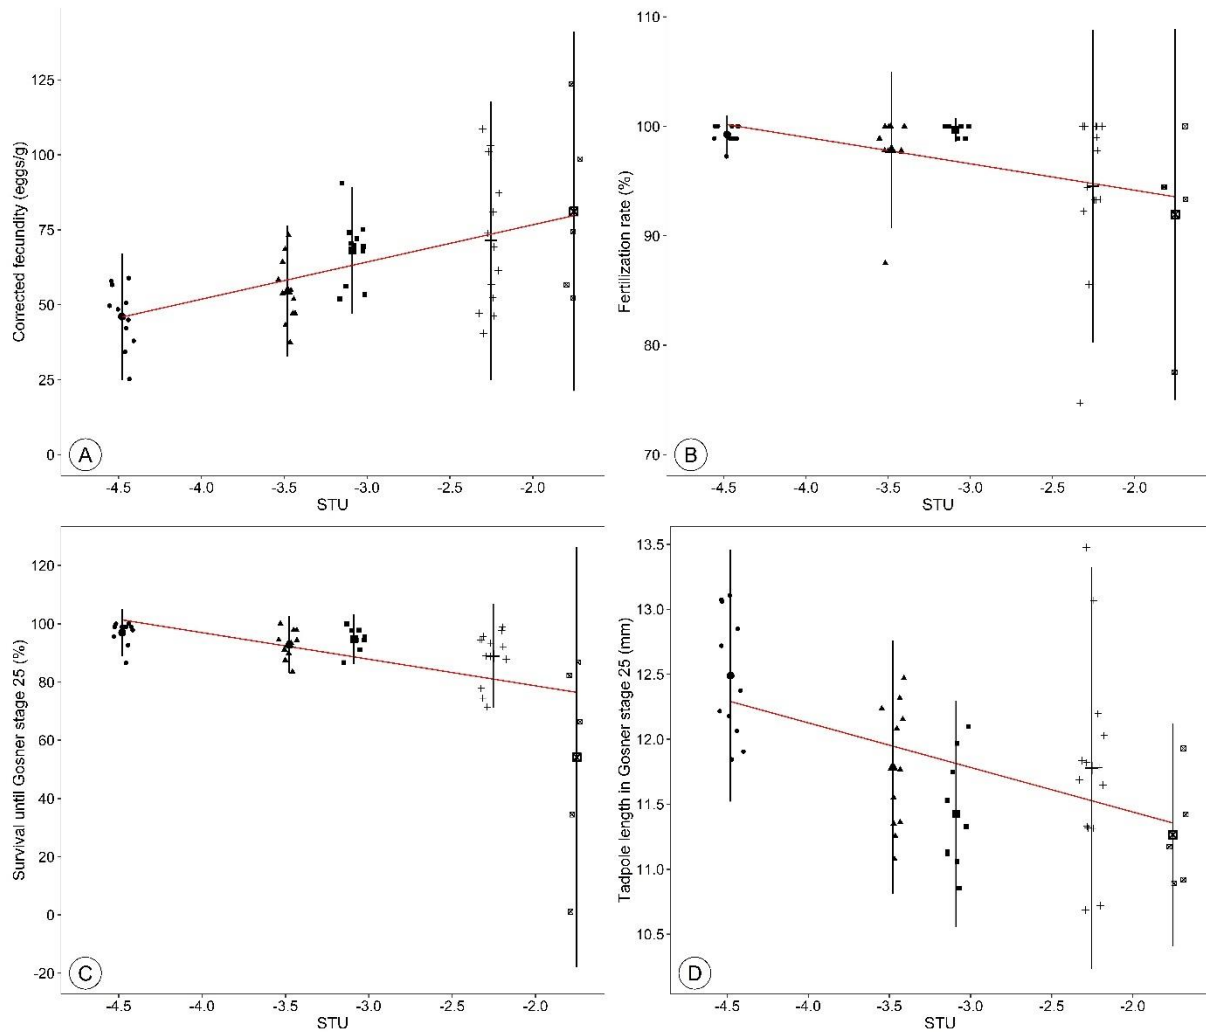 Corrected fecundity (eggs/g)
125
100
75
50
25
0
A
-4.5 -4.0 -3.5 -3.0 -2.5 -2.0
STU
Fertilization rate (%)
110
100
90
80
70
B
-4.5 -4.0 -3.5 -3.0 -2.5 -2.0
STU
Survival until Gosner stage 25 (%)
120
100
80
60
40
20
0
-20
C
-4.5 -4.0 -3.5 -3.0 -2.5 -2.0
STU
Tadpole length in Gosner stage 25 (mm)
13.5
13.0
12.5
12.0
11.5
11.0
10.5
D
-4.5 -4.0 -3.5 -3.0 -2.5 -2.0
STU